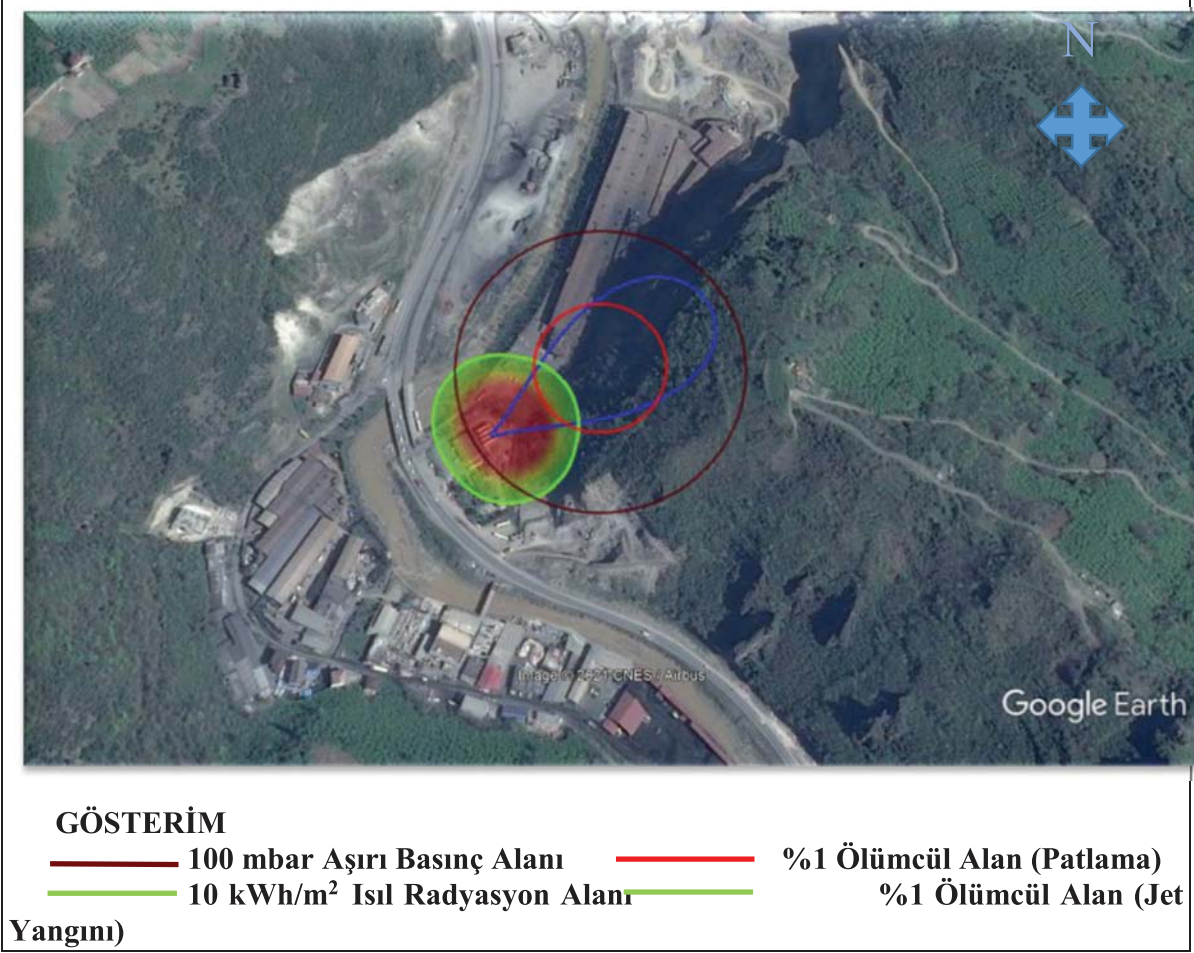 N
Image © 2021 CNES / Airbus
Google Earth
GÖSTERİM
100 mbar Aşırı Basınç Alanı %1 Ölümcül Alan (Patlama)
10 kWh/m² Isıl Radyasyon Alanı %1 Ölümcül Alan (Jet
Yangını)